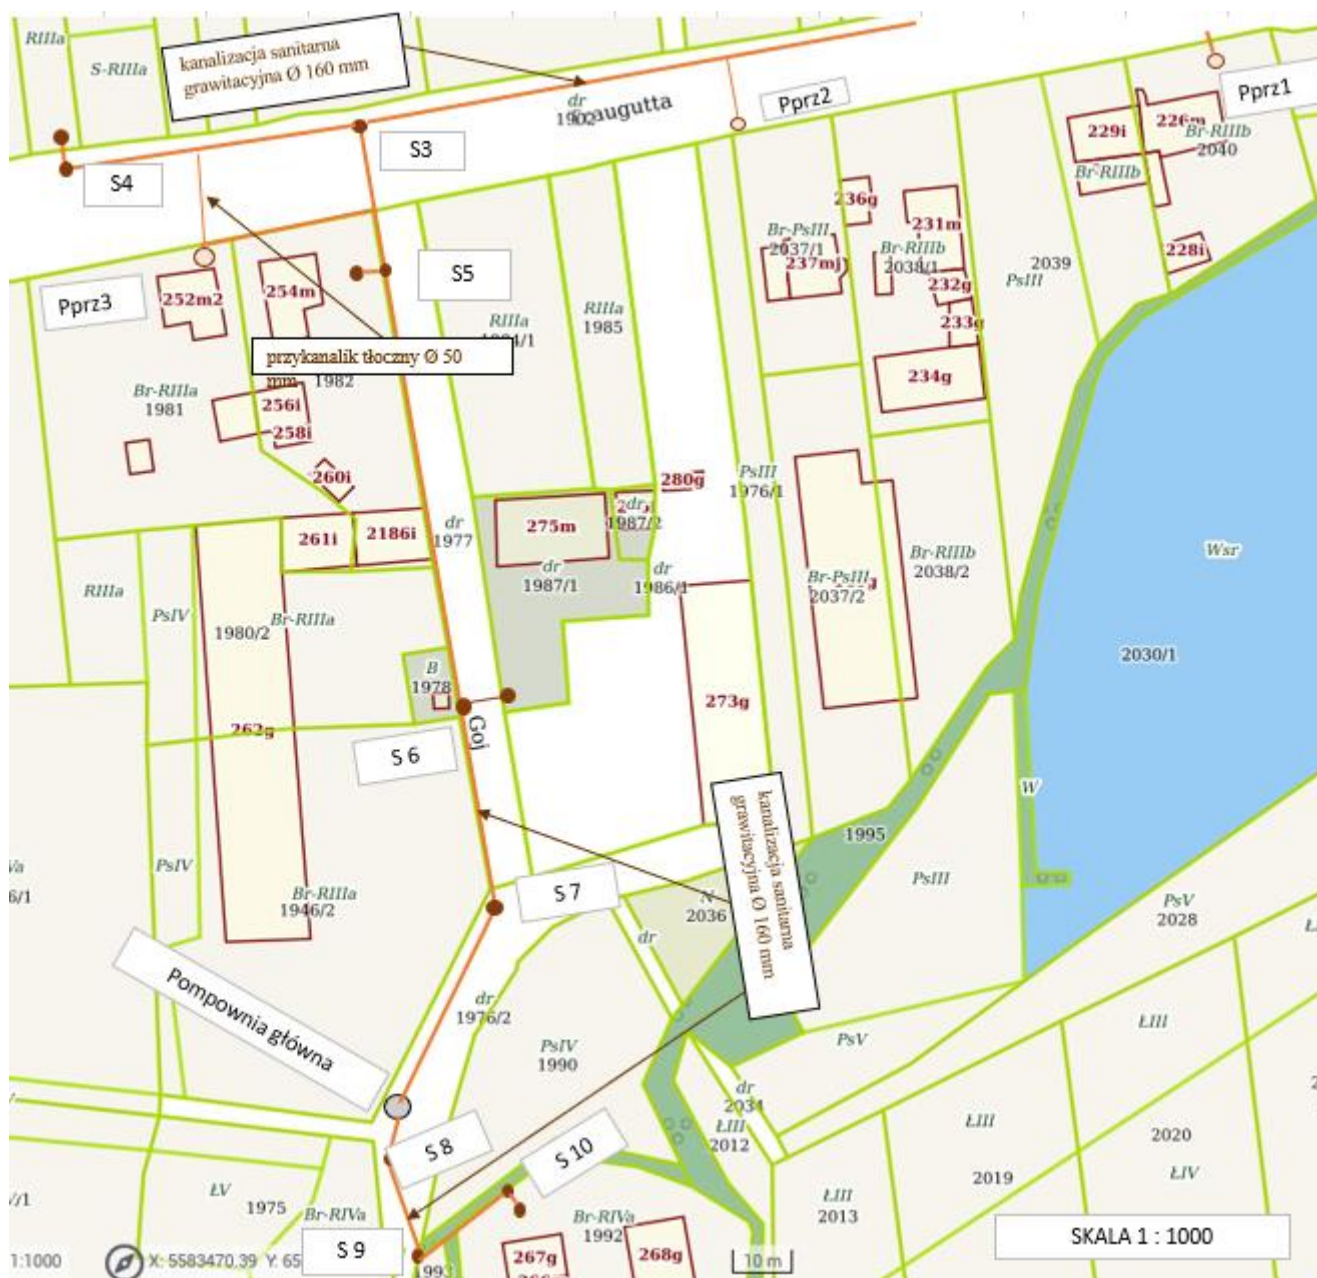 RIIIa
S-RIIIa
kanalizacja sanitarna
grawitacyjna Ø 160 mm
dr
Pprz2
Pprz1
229i
226m
Br-RIIIb
2040
Br-RIIIb
S3
S4
236g
231m
Br-PsIII
2037/1
237mj
Br-RIIIb
2038/1
228i
2039
PsIII
232g
233g
S5
Pprz3
252m2
254m
RIIIa
RIIIa
1985
przykanalik tłoczny Ø 50
mm
1982
234g
Br-RIIIa
1981
256i
258i
260i
280g
PsIII
1976/1
261i
2186i
dr
1977
275m
dr
1987/2
dr
1987/1
dr
1986/1
Br-RIIIb
2038/2
Br-PsIII
2037/2
Wsr
2030/1
RIIIa
PsIV
1980/2
Br-RIIIa
B
1978
273g
262g
Goj
S 6
kanalizacja sanitarna
grawitacyjna Ø 160 mm
W
1995
PsIV
PsIII
S 7
N
2036
PsV
2028
Br-RIIIa
1946/2
dr
Pompownia główna
dr
1976/2
PsIV
1990
PsV
ŁIII
dr
2034
ŁIII
2012
ŁIII
2020
2019
ŁIV
S 8
S 10
ŁV
1975
Br-RIVa
ŁIII
2013
Br-RIVa
1992
S 9
267g
268g
SKALA 1 : 1000
1:1000
X: 5583470.39 Y: 65
10 m